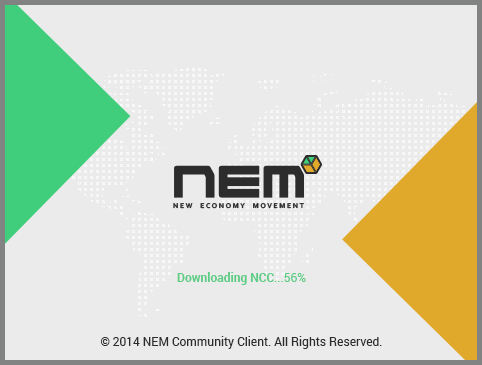 nem
NEW ECONOMY MOVEMENT
Downloading NCC...56%
© 2014 NEM Community Client. All Rights Reserved.